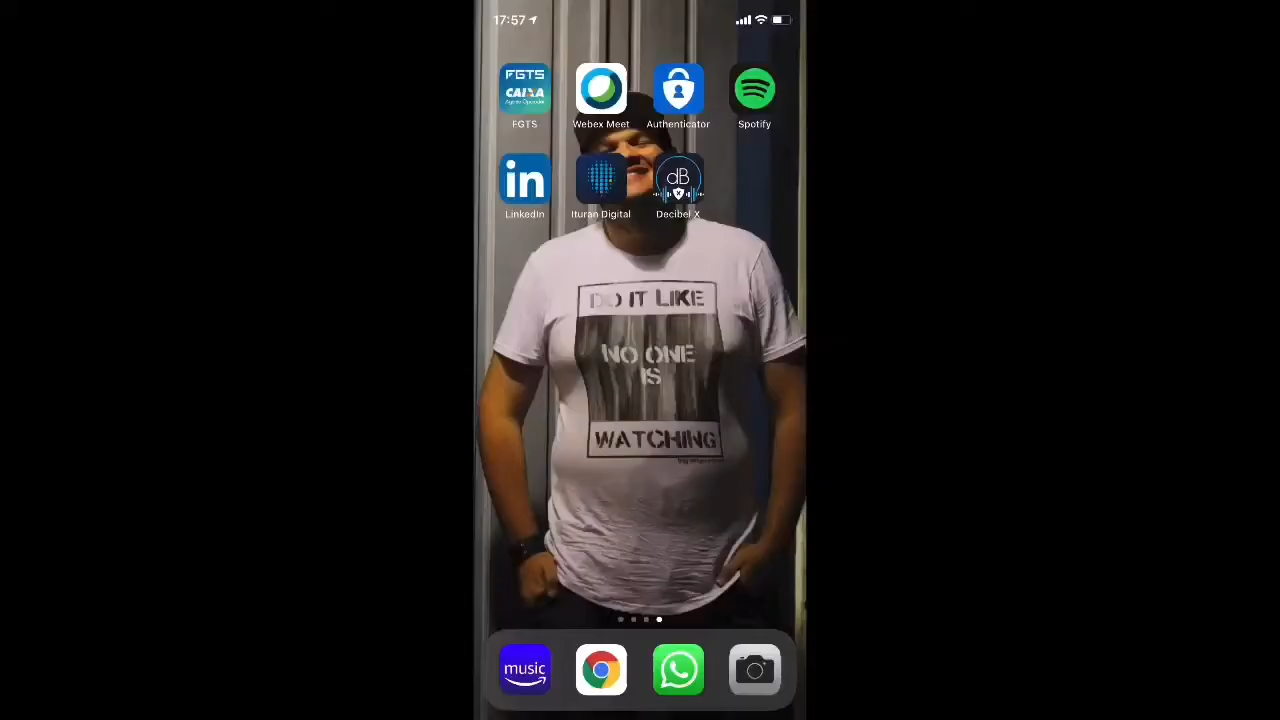 17:57
FGTS
CAIXA
FGTS
Webex Meet
Authenticator
Spotify
in
dB
LinkedIn
Ituran Digital
Decibel X
DO IT LIKE
NO ONE
IS
WATCHING
music